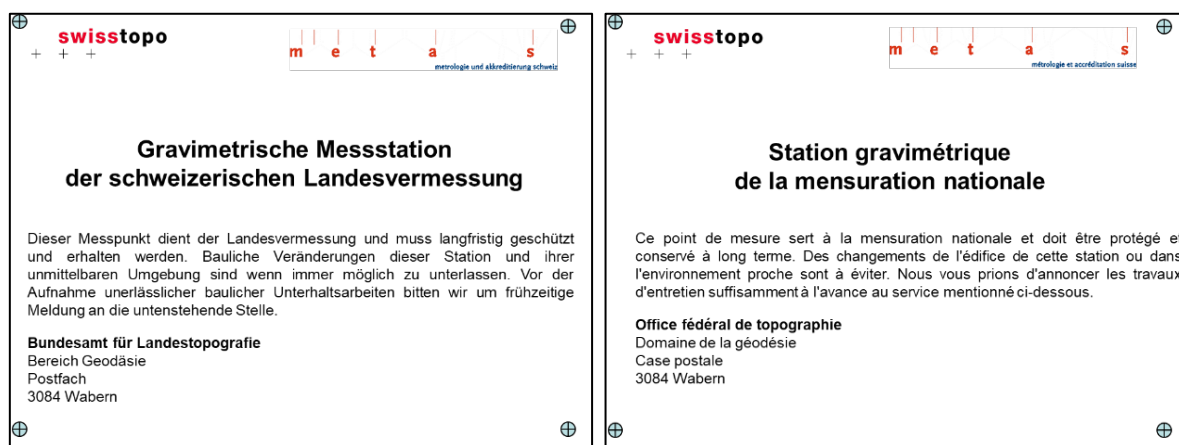 swisstopo
m e t a s
metrologie und akkreditierung schweiz
Gravimetrische Messstation
der schweizerischen Landesvermessung
Dieser Messpunkt dient der Landesvermessung und muss langfristig geschützt
und erhalten werden. Bauliche Veränderungen dieser Station und ihrer
unmittelbaren Umgebung sind wenn immer möglich zu unterlassen. Vor der
Aufnahme unerlässlicher baulicher Unterhaltsarbeiten bitten wir um frühzeitige
Meldung an die untenstehende Stelle.
Bundesamt für Landestopografie
Bereich Geodäsie
Postfach
3084 Wabern
swisstopo
m e t a s
métrologie et accréditation suisse
Station gravimétrique
de la mensuration nationale
Ce point de mesure sert à la mensuration nationale et doit être protégé et
conservé à long terme. Des changements de l'édifice de cette station ou dans
l'environnement proche sont à éviter. Nous vous prions d'annoncer les travaux
d'entretien suffisamment à l'avance au service mentionné ci-dessous.
Office fédéral de topographie
Domaine de la géodésie
Case postale
3084 Wabern